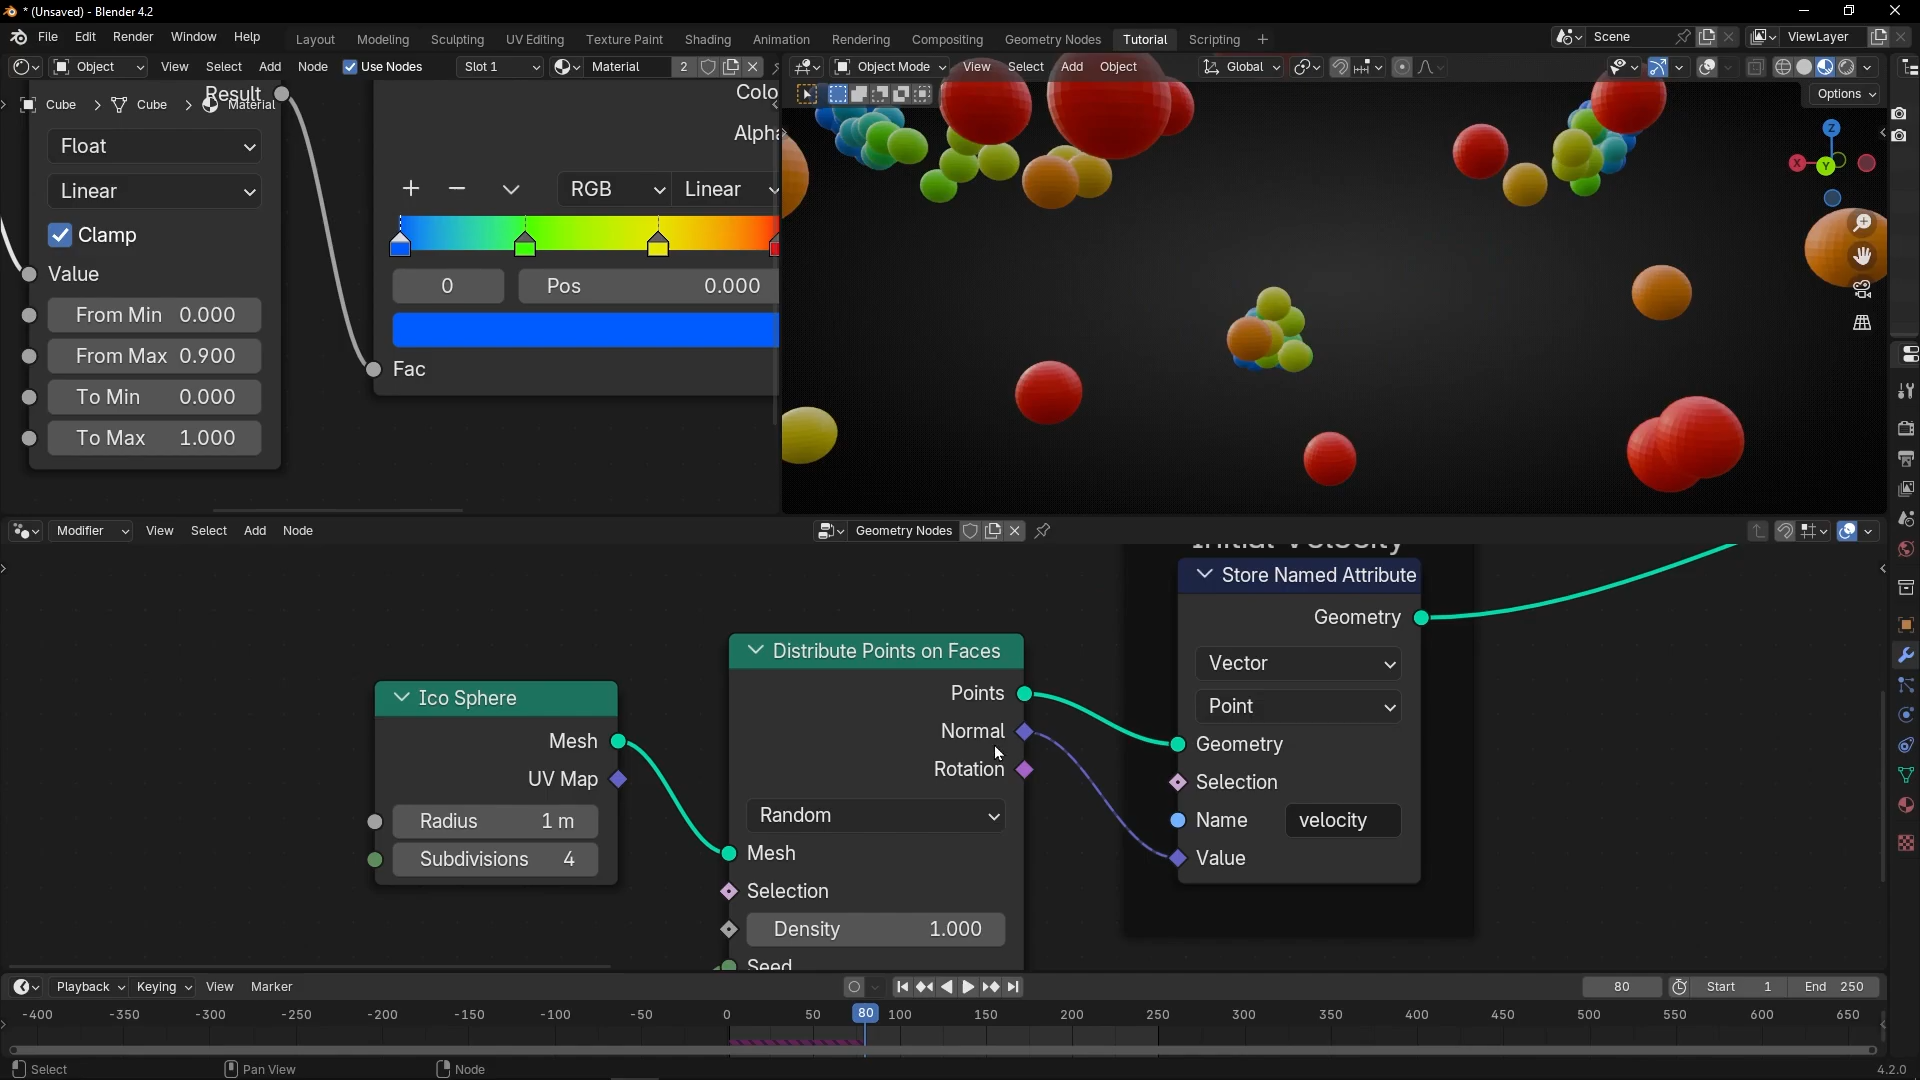 * (Unsaved) - Blender 4.2
File Edit Render Window Help Layout Modeling Sculpting UV Editing Texture Paint Shading Animation Rendering Compositing Geometry Nodes Tutorial Scripting + Scene ViewLayer
Object View Select Add Node Use Nodes Slot 1 Material 2
Object Mode View Select Add Object Global
Options
Cube > Cube > Material
Result
Float
Linear
Clamp
Value
From Min 0.000
From Max 0.900
To Min 0.000
To Max 1.000
Colo
Alpha
RGB Linear
0 Pos 0.000
Fac
Z
X
Y
Modifier View Select Add Node Geometry Nodes
Initial Velocity
Ico Sphere
Mesh
UV Map
Radius 1 m
Subdivisions 4
Distribute Points on Faces
Points
Normal
Rotation
Random
Mesh
Selection
Density 1.000
Seed
Store Named Attribute
Geometry
Vector
Point
Geometry
Selection
Name velocity
Value
Playback Keying View Marker 80 Start 1 End 250
-400 -350 -300 -250 -200 -150 -100 -50 0 50 80 100 150 200 250 300 350 400 450 500 550 600 650
Select Pan View Node 4.2.0